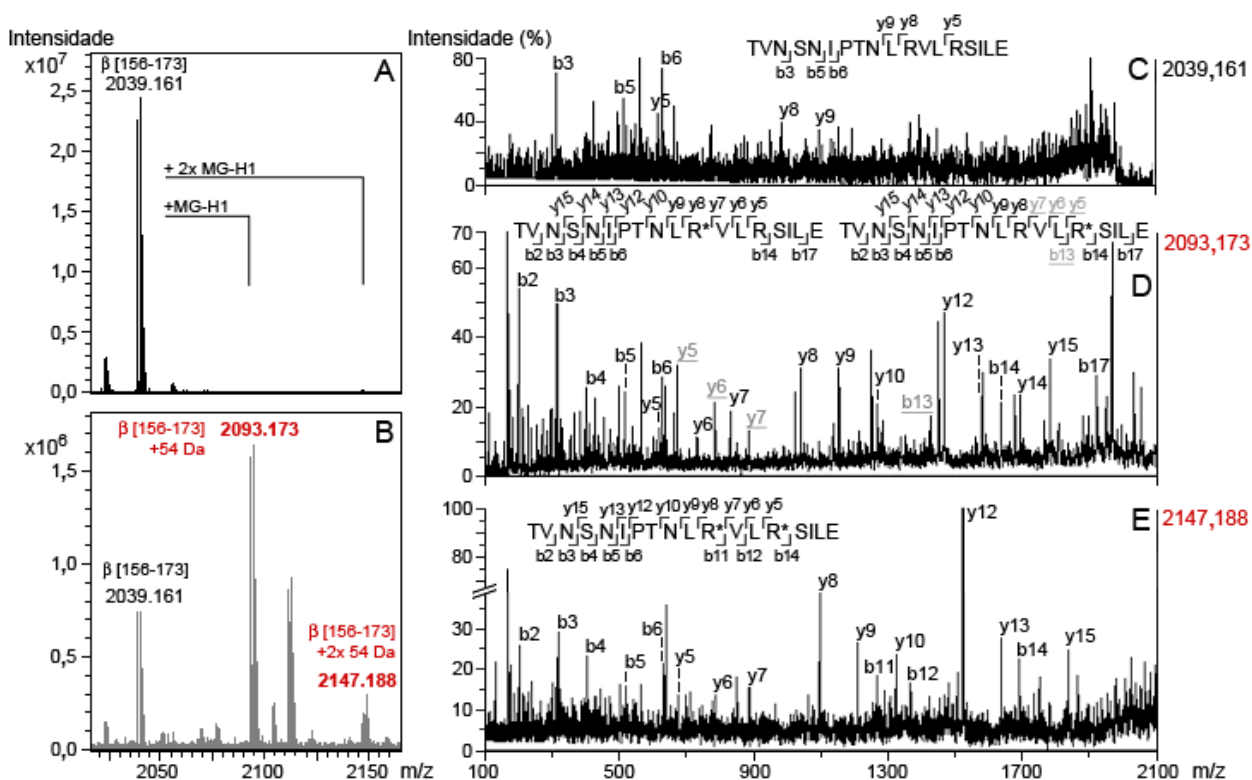 Intensidade
x10⁷
A
β [156-173]
2039.161
2,5
2,0
1,5
1,0
0,5
0,0
+ 2x MG-H1
+MG-H1
x10⁶
B
β [156-173]
+54 Da
2093.173
1,5
1,0
0,5
0,0
β [156-173]
2039.161
β [156-173]
+2x 54 Da
2147.188
2050 2100 2150 m/z
Intensidade (%)
C
2039,161
80
40
0
y9 y8 y5
TVNSNIPTNLRVLRSILE
b3 b5 b6
b3 b5 y5 b6 y8 y9
D
2093,173
70
60
40
20
0
y15 y14 y13 y12 y10 y9 y8 y7 y6 y5
TVNSNIPTNLR*VLRSILE
b2 b3 b4 b5 b6 b14 b17
y15 y14 y13 y12 y10 y9 y8 y7 y6 y5
TVNSNIPTNLRVLR*SILE
b2 b3 b4 b5 b6 b13 b14 b17
b2 b3 b4 b5 y5 b6 y5 y6 y6 y7 y7 y8 y9 y10 b13 y12 y13 b14 y14 y15 b17
E
2147,188
100
80
30
20
10
0
y15 y13 y12 y10 y9 y8 y7 y6 y5
TVNSNIPTNLR*VLR*SILE
b2 b3 b4 b5 b6 b11 b12 b14
b2 b3 b4 b5 b6 y5 y6 y7 y8 y9 b11 y10 b12 y12 y13 b14 y15
100 500 900 1300 1700 2100
m/z